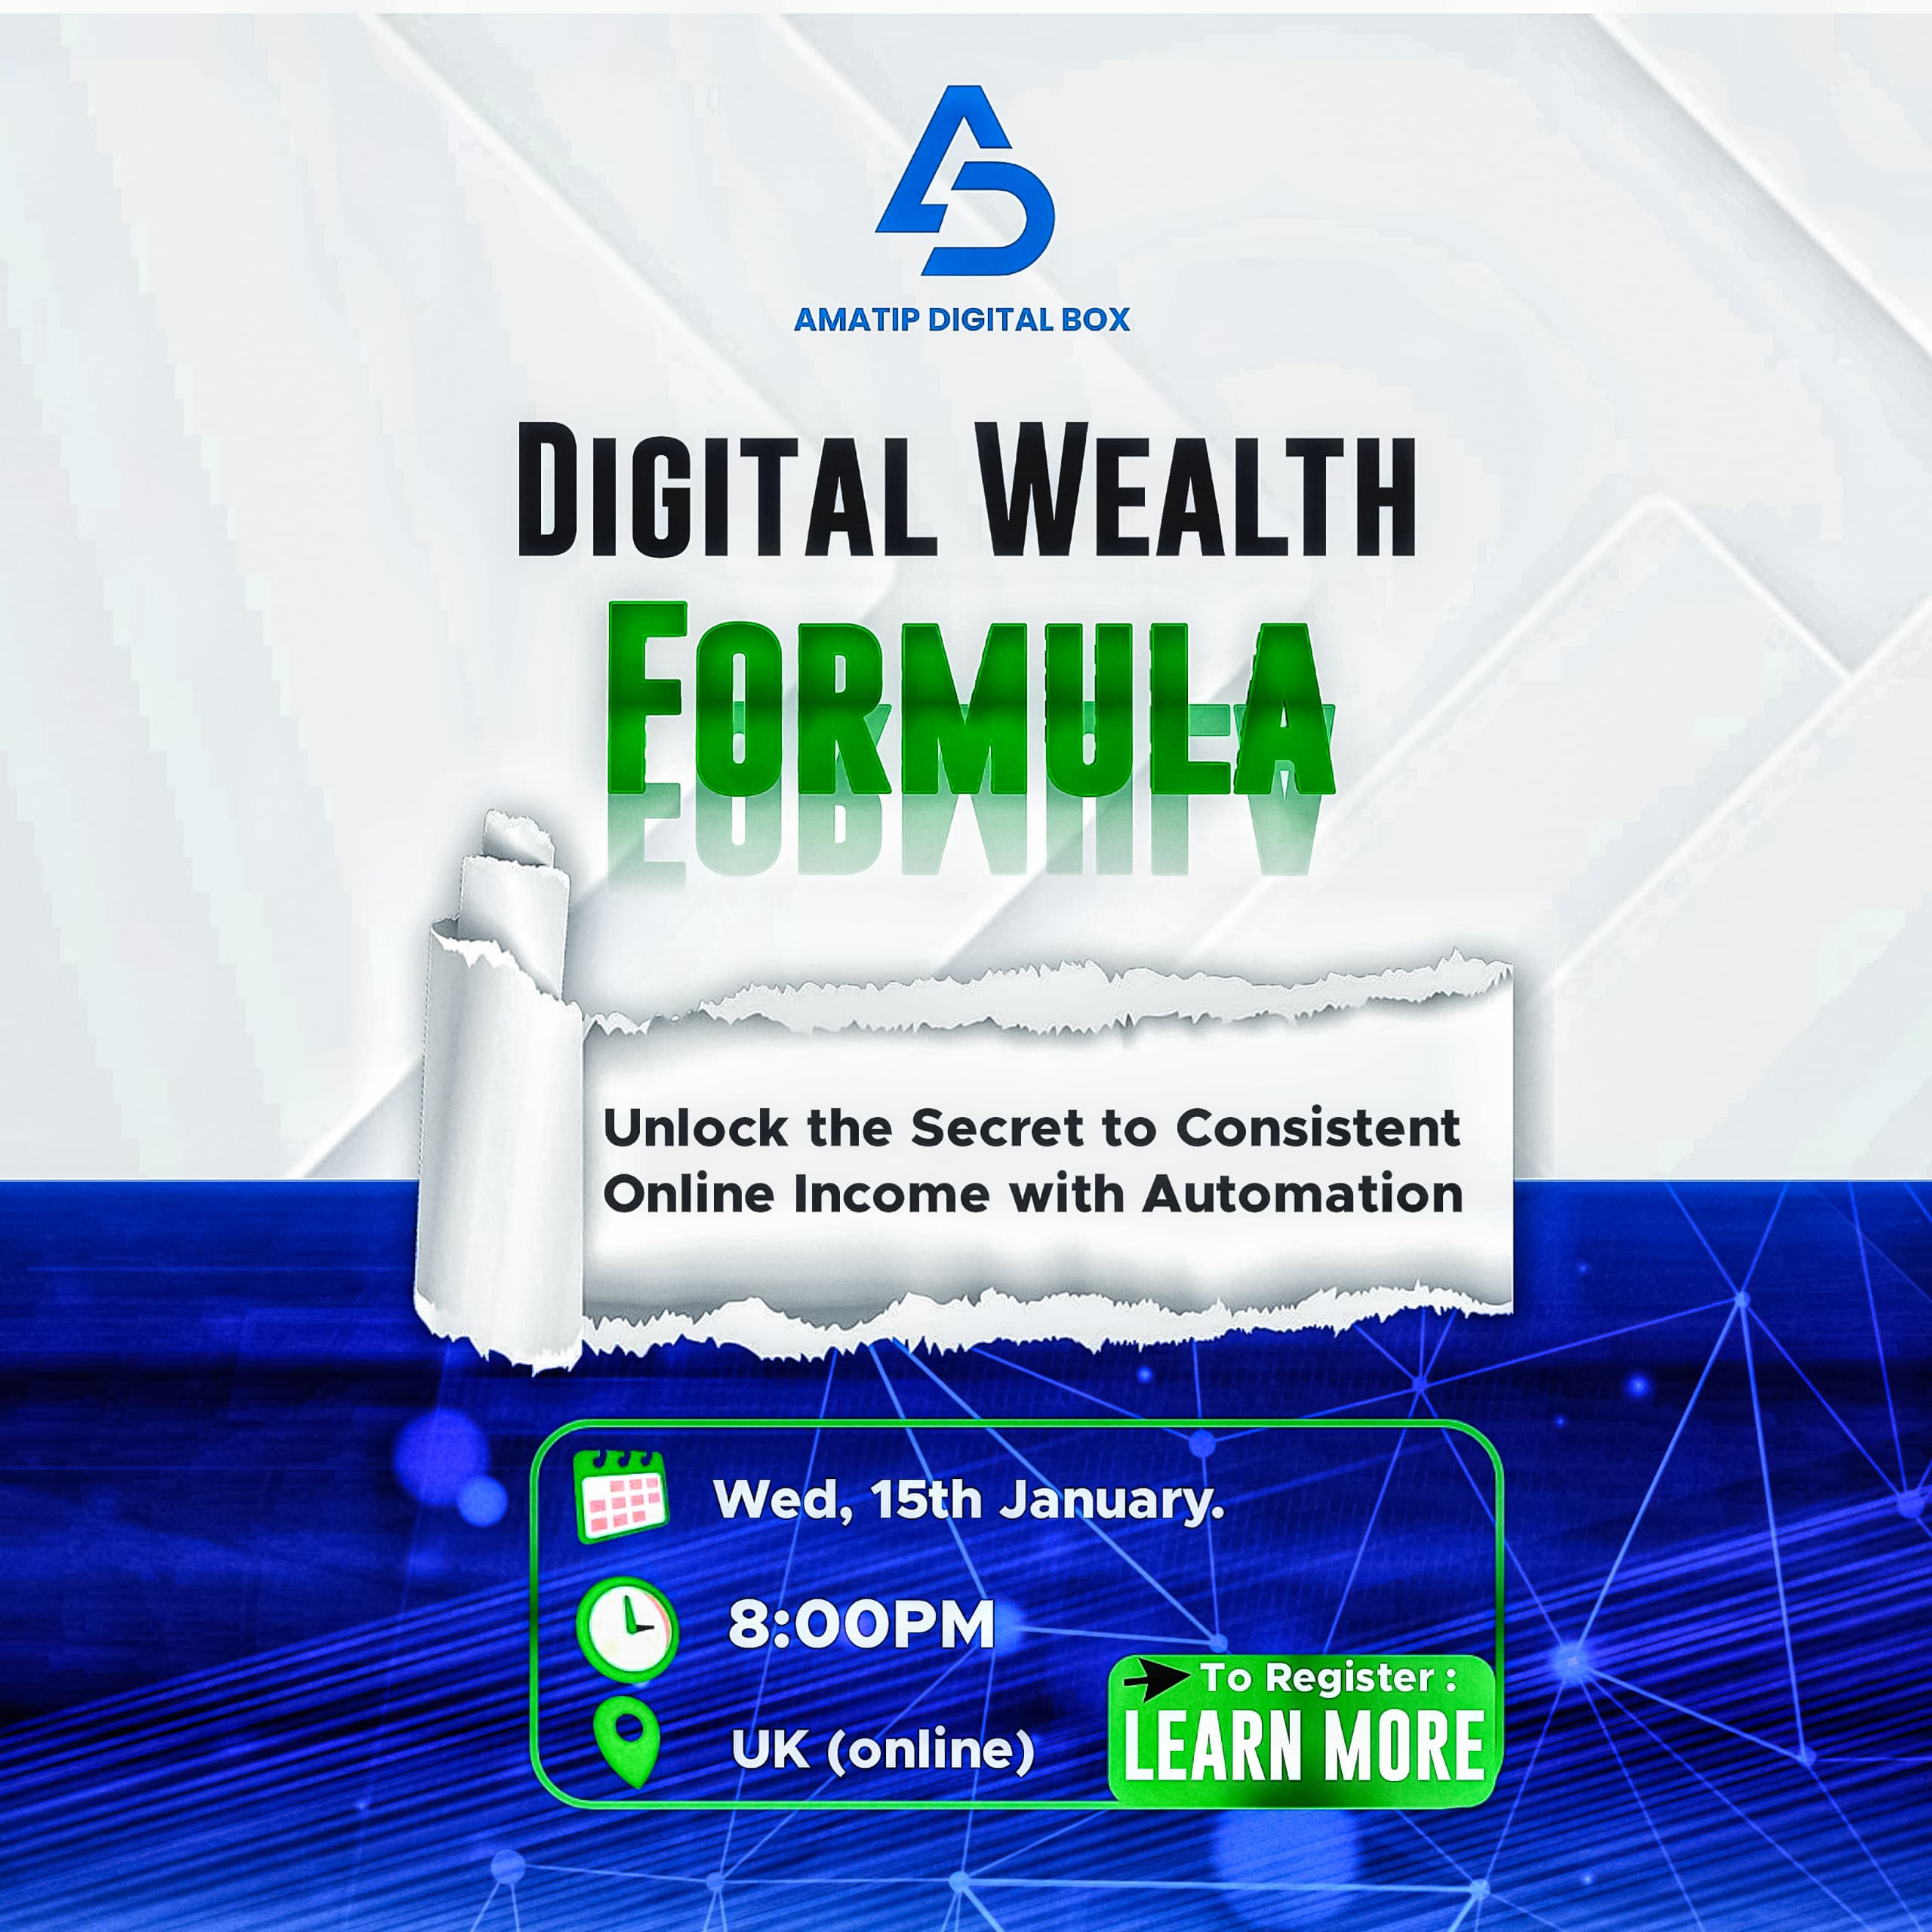 AMATIP DIGITAL BOX
DIGITAL WEALTH
FORMULA
Unlock the Secret to Consistent
Online Income with Automation
Wed, 15th January.
8:00PM
UK (online)
To Register :
LEARN MORE